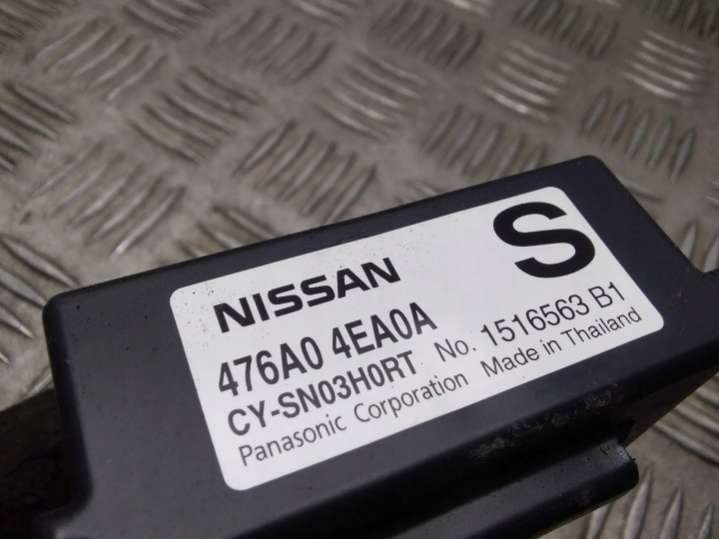 NISSAN S
476A0 4EA0A
CY-SN03H0RT No. 1516563 B1
Panasonic Corporation Made in Thailand